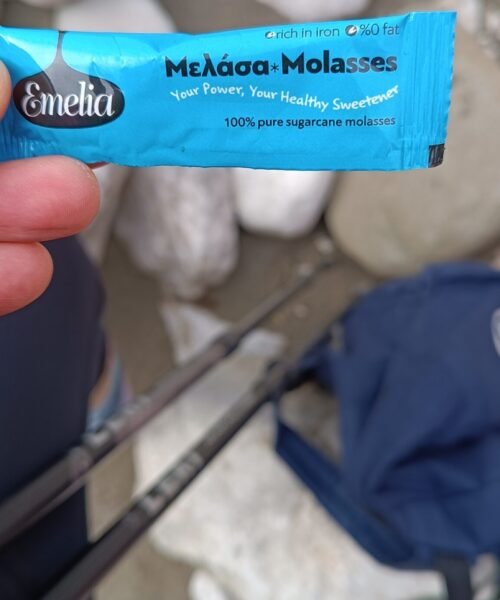 rich in iron %0 fat
Μελάσα*Molasses
Your Power, Your Healthy Sweetener
Emelia
100% pure sugarcane molasses